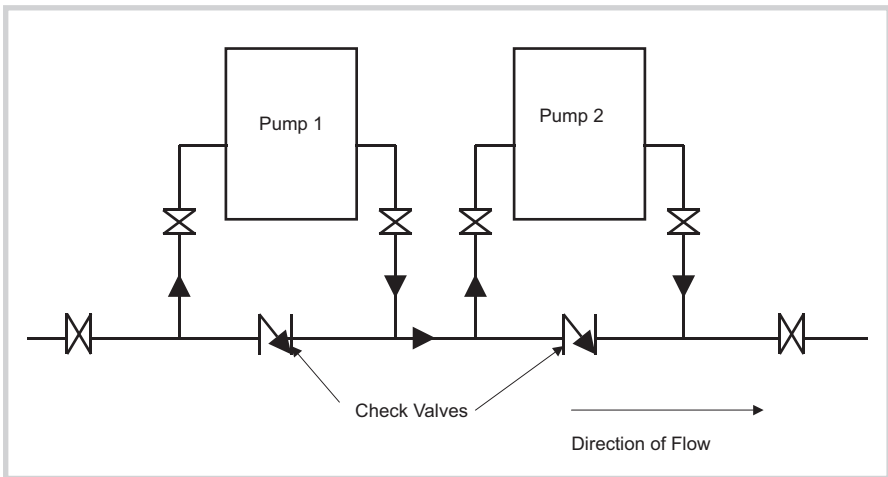 Pump 1
Pump 2
Check Valves
Direction of Flow